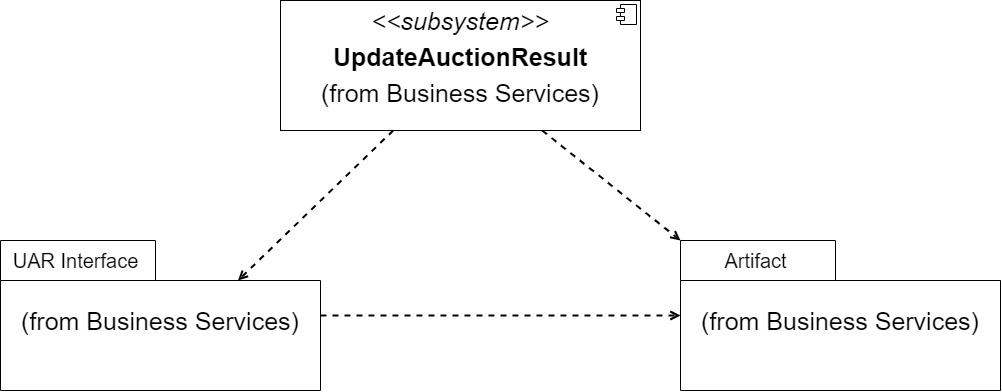 <<subsystem>>
UpdateAuctionResult
(from Business Services)
UAR Interface
(from Business Services)
Artifact
(from Business Services)